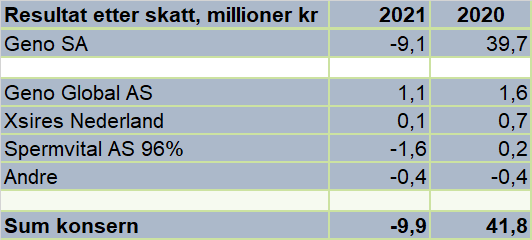 Resultat etter skatt, millioner kr 2021 2020
Geno SA -9,1 39,7
Geno Global AS 1,1 1,6
Xsires Nederland 0,1 0,7
Spermvital AS 96% -1,6 0,2
Andre -0,4 -0,4
Sum konsern -9,9 41,8